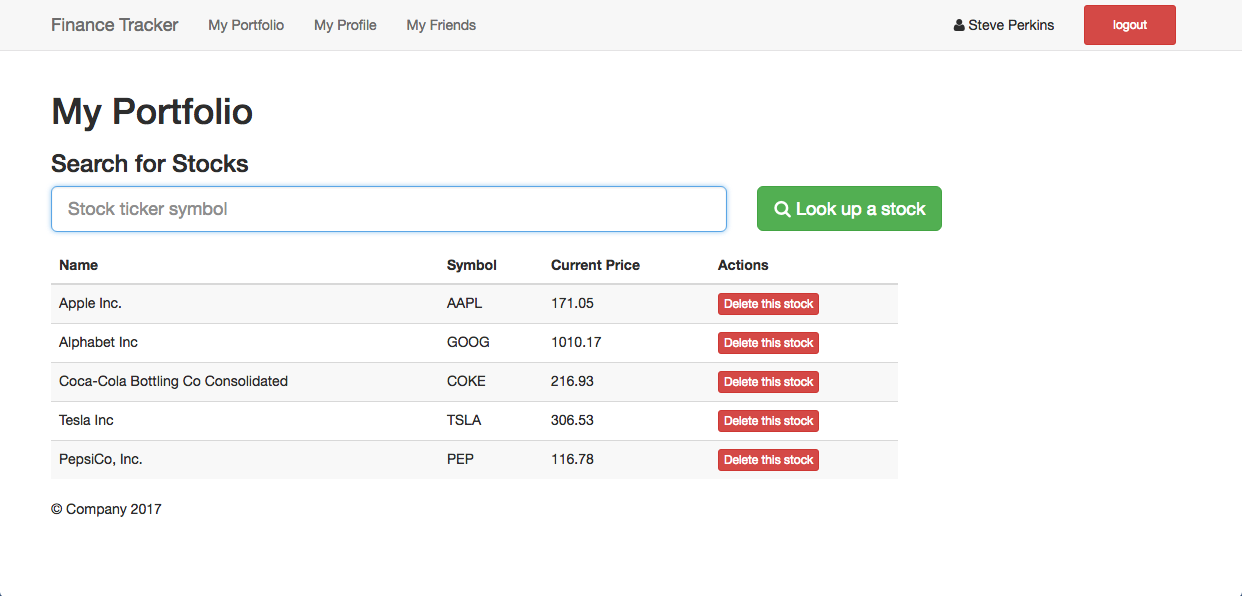 Finance Tracker My Portfolio My Profile My Friends Steve Perkins logout
My Portfolio
Search for Stocks
Stock ticker symbol Look up a stock
Name Symbol Current Price Actions
Apple Inc. AAPL 171.05 Delete this stock
Alphabet Inc GOOG 1010.17 Delete this stock
Coca-Cola Bottling Co Consolidated COKE 216.93 Delete this stock
Tesla Inc TSLA 306.53 Delete this stock
PepsiCo, Inc. PEP 116.78 Delete this stock
© Company 2017